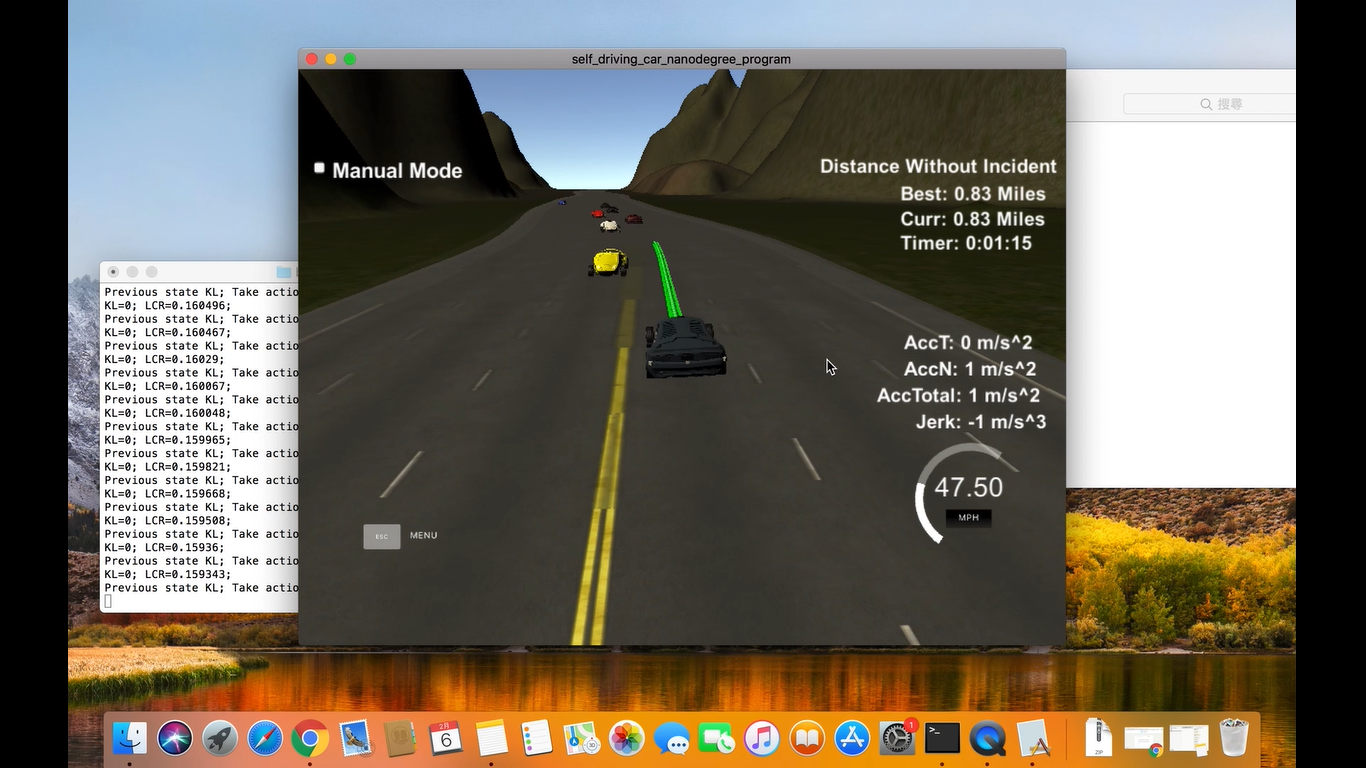 self_driving_car_nanodegree_program
搜尋
Manual Mode
Distance Without Incident
Best: 0.83 Miles
Curr: 0.83 Miles
Timer: 0:01:15
AccT: 0 m/s^2
AccN: 1 m/s^2
AccTotal: 1 m/s^2
Jerk: -1 m/s^3
47.50
MPH
ESC
MENU
Previous state KL; Take actio
KL=0; LCR=0.160496;
Previous state KL; Take actio
KL=0; LCR=0.160467;
Previous state KL; Take actio
KL=0; LCR=0.16029;
Previous state KL; Take actio
KL=0; LCR=0.160067;
Previous state KL; Take actio
KL=0; LCR=0.160048;
Previous state KL; Take actio
KL=0; LCR=0.159965;
Previous state KL; Take actio
KL=0; LCR=0.159821;
Previous state KL; Take actio
KL=0; LCR=0.159668;
Previous state KL; Take actio
KL=0; LCR=0.159508;
Previous state KL; Take actio
KL=0; LCR=0.15936;
Previous state KL; Take actio
KL=0; LCR=0.159343;
Previous state KL; Take actio
2月
6
1
ZIP